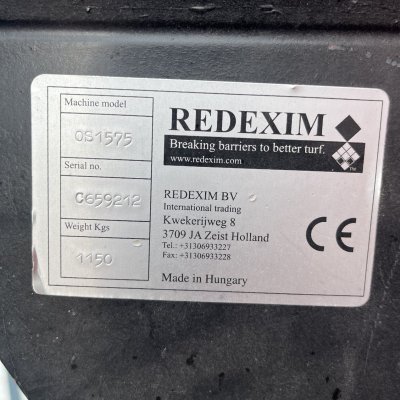 Machine model
OS1575
Serial no.
C659212
Weight Kgs
1150
REDEXIM
Breaking barriers to better turf.
www.redexim.com
TM
REDEXIM BV
International trading
Kwekerijweg 8
3709 JA Zeist Holland
Tel.: +31306933227
Fax: +31306933228
Made in Hungary
CE